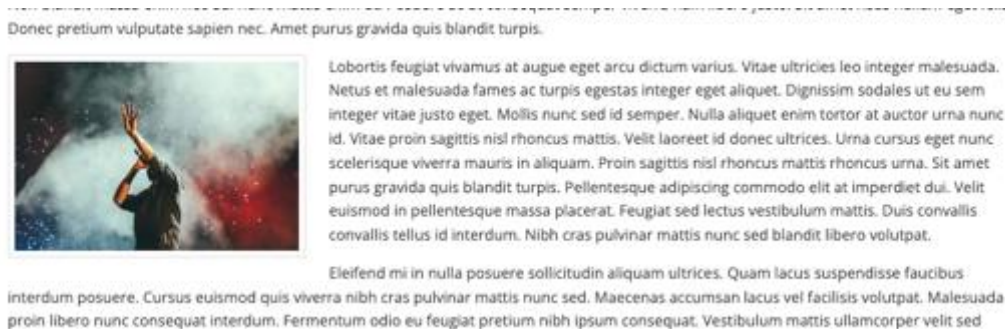 Donec pretium vulputate sapien nec. Amet purus gravida quis blandit turpis.
Lobortis feugiat vivamus at augue eget arcu dictum varius. Vitae ultricies leo integer malesuada.
Netus et malesuada fames ac turpis egestas integer eget aliquet. Dignissim sodales ut eu sem
integer vitae justo eget. Mollis nunc sed id semper. Nulla aliquet enim tortor at auctor urna nunc
id. Vitae proin sagittis nisl rhoncus mattis. Velit laoreet id donec ultrices. Urna cursus eget nunc
scelerisque viverra mauris in aliquam. Proin sagittis nisl rhoncus mattis rhoncus urna. Sit amet
purus gravida quis blandit turpis. Pellentesque adipiscing commodo elit at imperdiet dui. Velit
euismod in pellentesque massa placerat. Feugiat sed lectus vestibulum mattis. Duis convallis
convallis tellus id interdum. Nibh cras pulvinar mattis nunc sed blandit libero volutpat.
Eleifend mi in nulla posuere sollicitudin aliquam ultrices. Quam lacus suspendisse faucibus
interdum posuere. Cursus euismod quis viverra nibh cras pulvinar mattis nunc sed. Maecenas accumsan lacus vel facilisis volutpat. Malesuada
proin libero nunc consequat interdum. Fermentum odio eu feugiat pretium nibh ipsum consequat. Vestibulum mattis ullamcorper velit sed